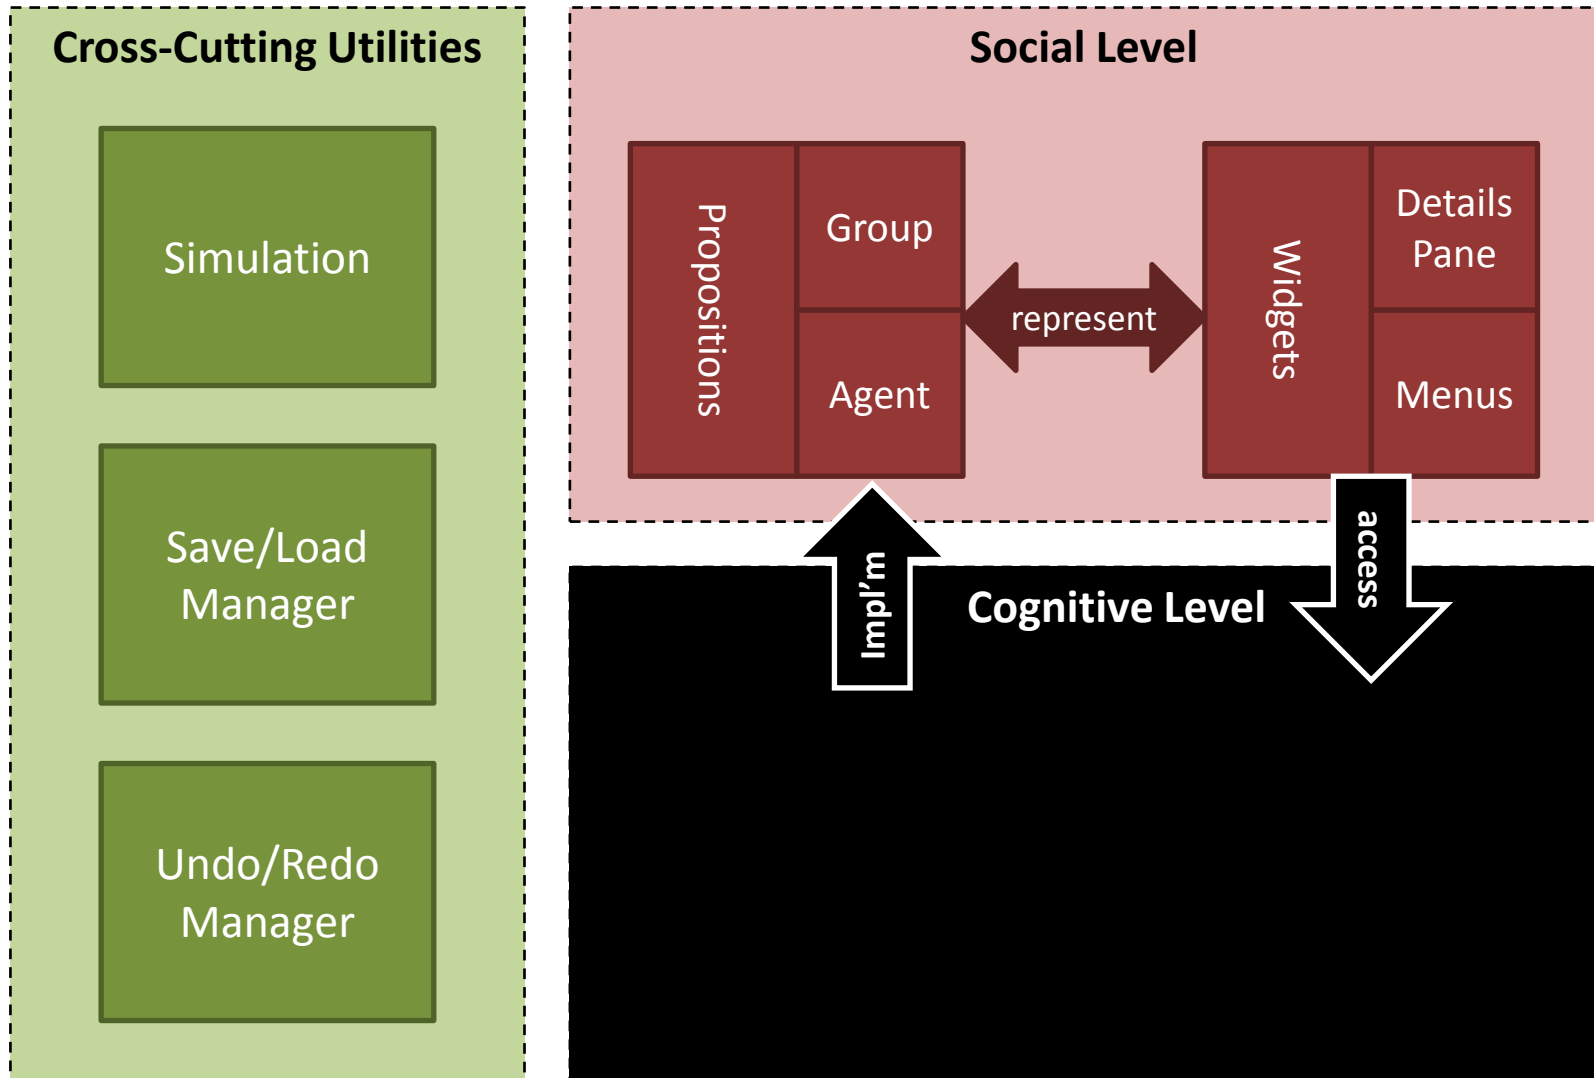 Cross-Cutting Utilities
Simulation
Save/Load
Manager
Undo/Redo
Manager
Social Level
Propositions
Group
Agent
represent
Widgets
Details
Pane
Menus
Impl'm
access
Cognitive Level